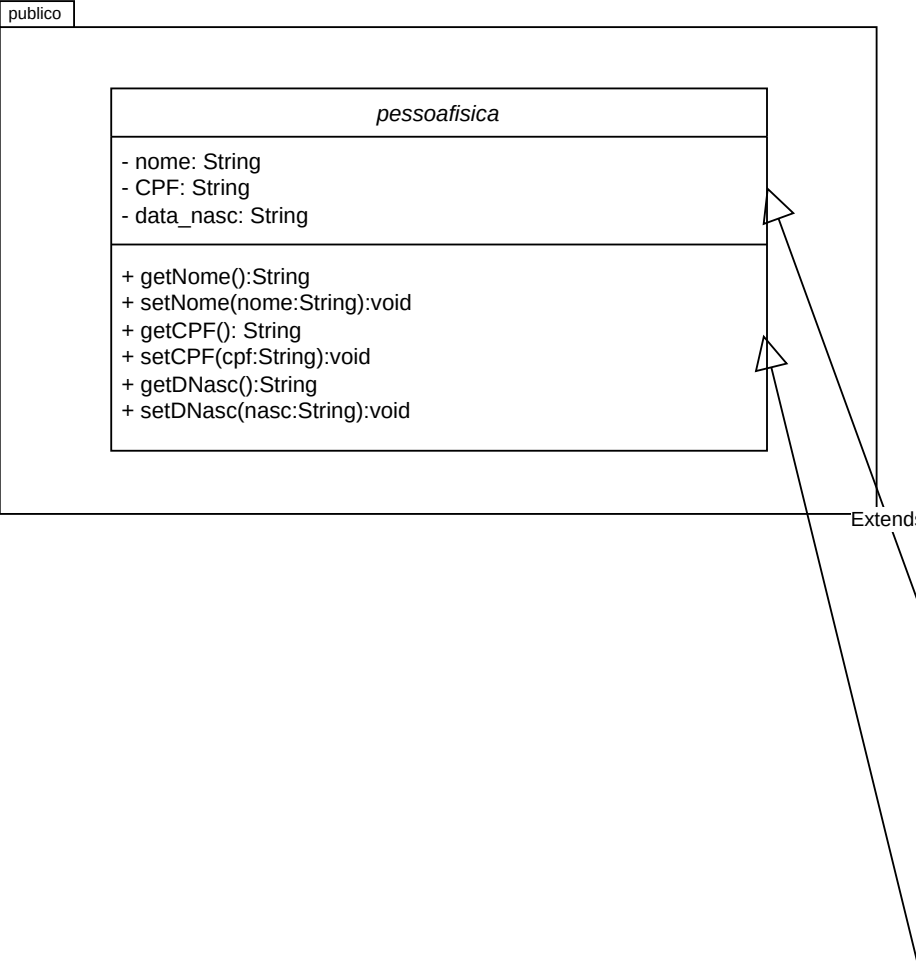 publico
pessoafisica
- nome: String
- CPF: String
- data_nasc: String
+ getNome():String
+ setNome(nome:String):void
+ getCPF(): String
+ setCPF(cpf:String):void
+ getDNasc():String
+ setDNasc(nasc:String):void
Extends